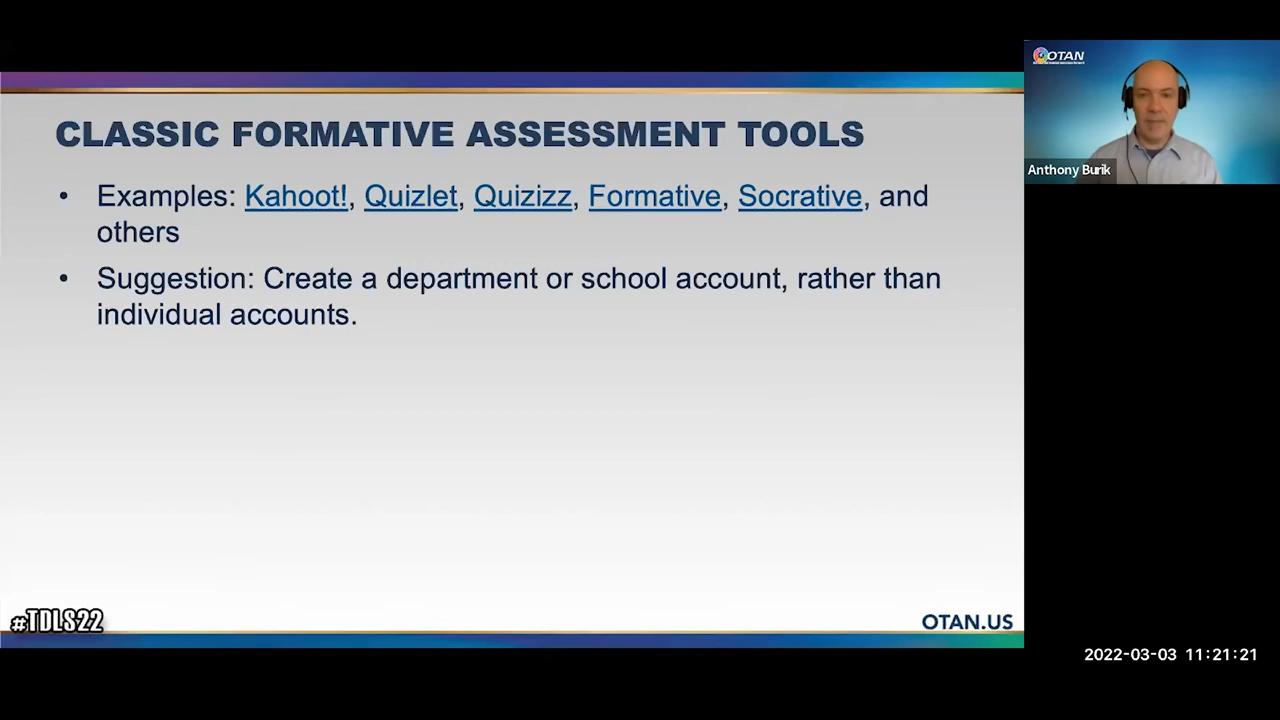 CLASSIC FORMATIVE ASSESSMENT TOOLS
• Examples: Kahoot!, Quizlet, Quizizz, Formative, Socrative, and
others
• Suggestion: Create a department or school account, rather than
individual accounts.
#TDLS22
OTAN.US
OTAN
Anthony Burik
2022-03-03 11:21:21